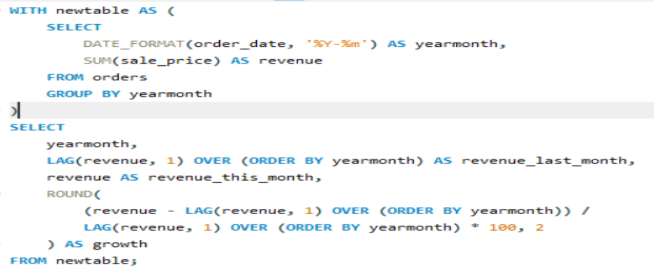 WITH newtable AS (
    SELECT
        DATE_FORMAT(order_date, '%Y-%m') AS yearmonth,
        SUM(sale_price) AS revenue
    FROM orders
    GROUP BY yearmonth
)
SELECT
    yearmonth,
    LAG(revenue, 1) OVER (ORDER BY yearmonth) AS revenue_last_month,
    revenue AS revenue_this_month,
    ROUND(
        (revenue - LAG(revenue, 1) OVER (ORDER BY yearmonth)) /
        LAG(revenue, 1) OVER (ORDER BY yearmonth) * 100, 2
    ) AS growth
FROM newtable;